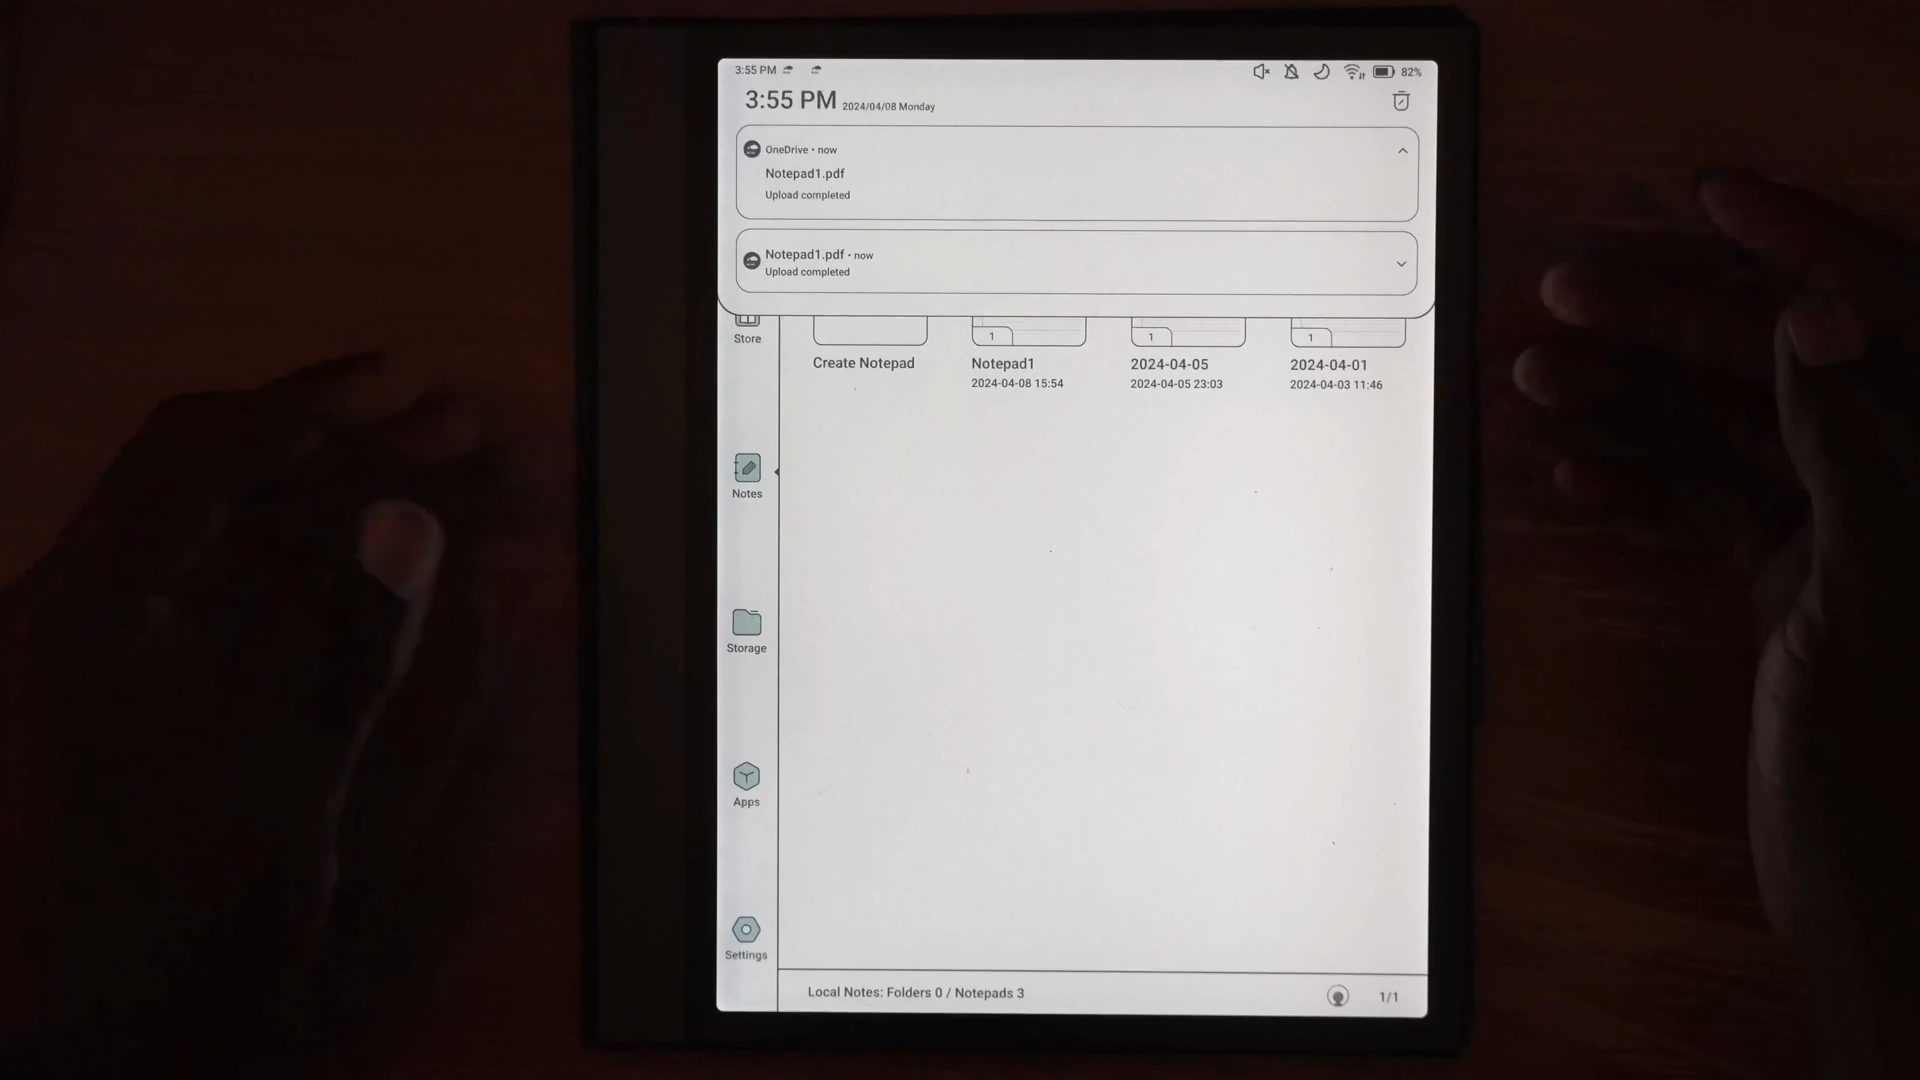 3:55 PM
82%
3:55 PM 2024/04/08 Monday
OneDrive • now
Notepad1.pdf
Upload completed
Notepad1.pdf • now
Upload completed
Store
1
1
1
Create Notepad
Notepad1
2024-04-05
2024-04-01
2024-04-08 15:54
2024-04-05 23:03
2024-04-03 11:46
Notes
Storage
Apps
Settings
Local Notes: Folders 0 / Notepads 3
1/1